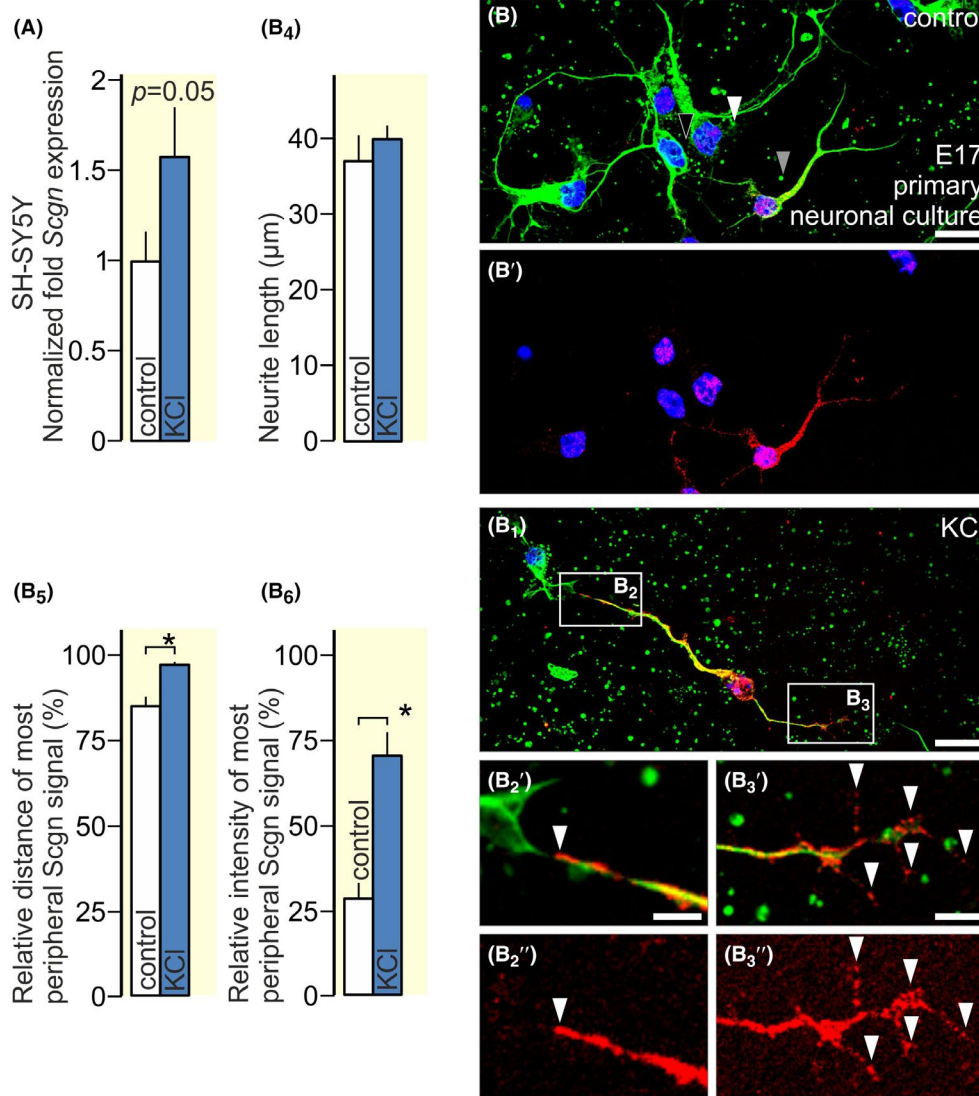 (A)
SH-SY5Y
Normalized fold Scgn expression
2
1.5
1
0.5
0
p=0.05
control
KCl
(B4)
Neurite length (µm)
40
30
20
10
0
control
KCl
(B)
control
E17
primary
neuronal culture
(B')
(B1)
KCl
B2
B3
(B5)
Relative distance of most
peripheral Scgn signal (%)
100
75
50
25
0
*
control
KCl
(B6)
Relative intensity of most
peripheral Scgn signal (%)
100
75
50
25
0
*
control
KCl
(B2')
(B3')
(B2'')
(B3'')